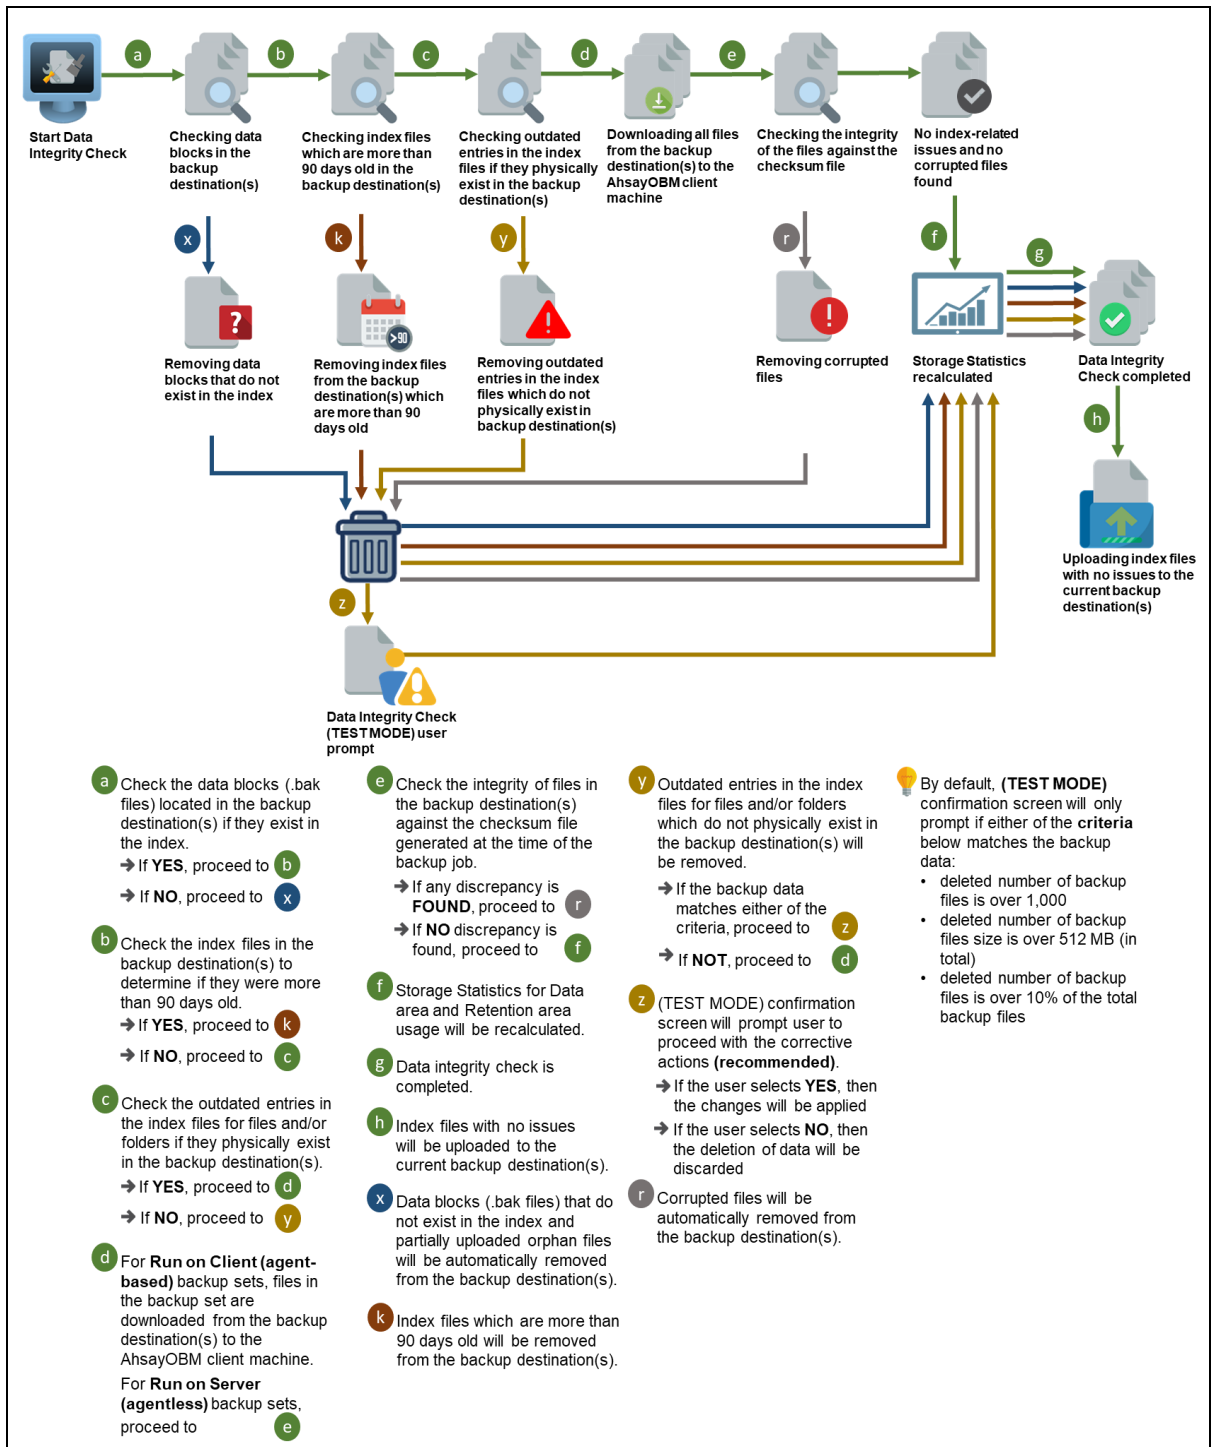 a
b
c
d
e
Start Data
Integrity Check
Checking data
blocks in the
backup
destination(s)
Checking index files
which are more than
90 days old in the
backup destination(s)
Checking outdated
entries in the index
files if they physically
exist in the backup
destination(s)
Downloading all files
from the backup
destination(s) to the
AhsayOBM client
machine
Checking the integrity
of the files against the
checksum file
No index-related
issues and no
corrupted files
found
x
k
y
r
f
g
?
>90
!
!
Removing data
blocks that do not
exist in the index
Removing index files
from the backup
destination(s) which
are more than 90
days old
Removing outdated
entries in the index
files which do not
physically exist in
backup destination(s)
Removing corrupted
files
Storage Statistics
recalculated
Data Integrity
Check completed
h
Uploading index files
with no issues to the
current backup
destination(s)
z
!
Data Integrity Check
(TEST MODE) user
prompt
a Check the data blocks (.bak
files) located in the backup
destination(s) if they exist in
the index.
➔ If YES, proceed to b
➔ If NO, proceed to x
b Check the index files in the
backup destination(s) to
determine if they were more
than 90 days old.
➔ If YES, proceed to k
➔ If NO, proceed to c
c Check the outdated entries in
the index files for files and/or
folders if they physically exist
in the backup destination(s).
➔ If YES, proceed to d
➔ If NO, proceed to y
d For Run on Client (agent-
based) backup sets, files in
the backup set are
downloaded from the backup
destination(s) to the
AhsayOBM client machine.
For Run on Server
(agentless) backup sets,
proceed to e
e Check the integrity of files in
the backup destination(s)
against the checksum file
generated at the time of
the backup job.
➔ If any discrepancy is
FOUND, proceed to r
➔ If NO discrepancy is
found, proceed to f
f Storage Statistics for Data
area and Retention area
usage will be recalculated.
g Data integrity check is
completed.
h Index files with no issues
will be uploaded to the
current backup destination(s).
x Data blocks (.bak files) that do
not exist in the index and
partially uploaded orphan files
will be automatically removed
from the backup destination(s).
k Index files which are more than
90 days old will be removed
from the backup destination(s).
y Outdated entries in the index
files for files and/or folders
which do not physically exist in
the backup destination(s) will
be removed.
➔ If the backup data
matches either of the
criteria, proceed to z
➔ If NOT, proceed to d
z (TEST MODE) confirmation
screen will prompt user to
proceed with the corrective
actions (recommended).
➔ If the user selects YES, then
the changes will be applied
➔ If the user selects NO, then
the deletion of data will be
discarded
r Corrupted files will be
automatically removed from
the backup destination(s).
By default, (TEST MODE)
confirmation screen will only
prompt if either of the criteria
below matches the backup
data:
• deleted number of backup
files is over 1,000
• deleted number of backup
files size is over 512 MB (in
total)
• deleted number of backup
files is over 10% of the total
backup files